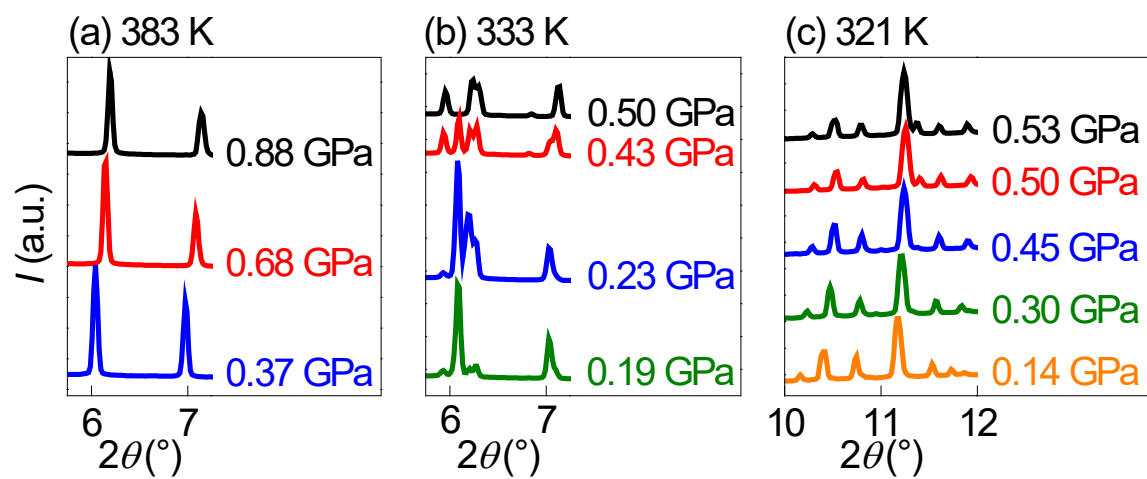 (a) 383 K
(b) 333 K
(c) 321 K
I (a.u.)
0.88 GPa
0.68 GPa
0.37 GPa
0.50 GPa
0.43 GPa
0.23 GPa
0.19 GPa
0.53 GPa
0.50 GPa
0.45 GPa
0.30 GPa
0.14 GPa
6 7
6 7
10 11 12
2θ(°)
2θ(°)
2θ(°)